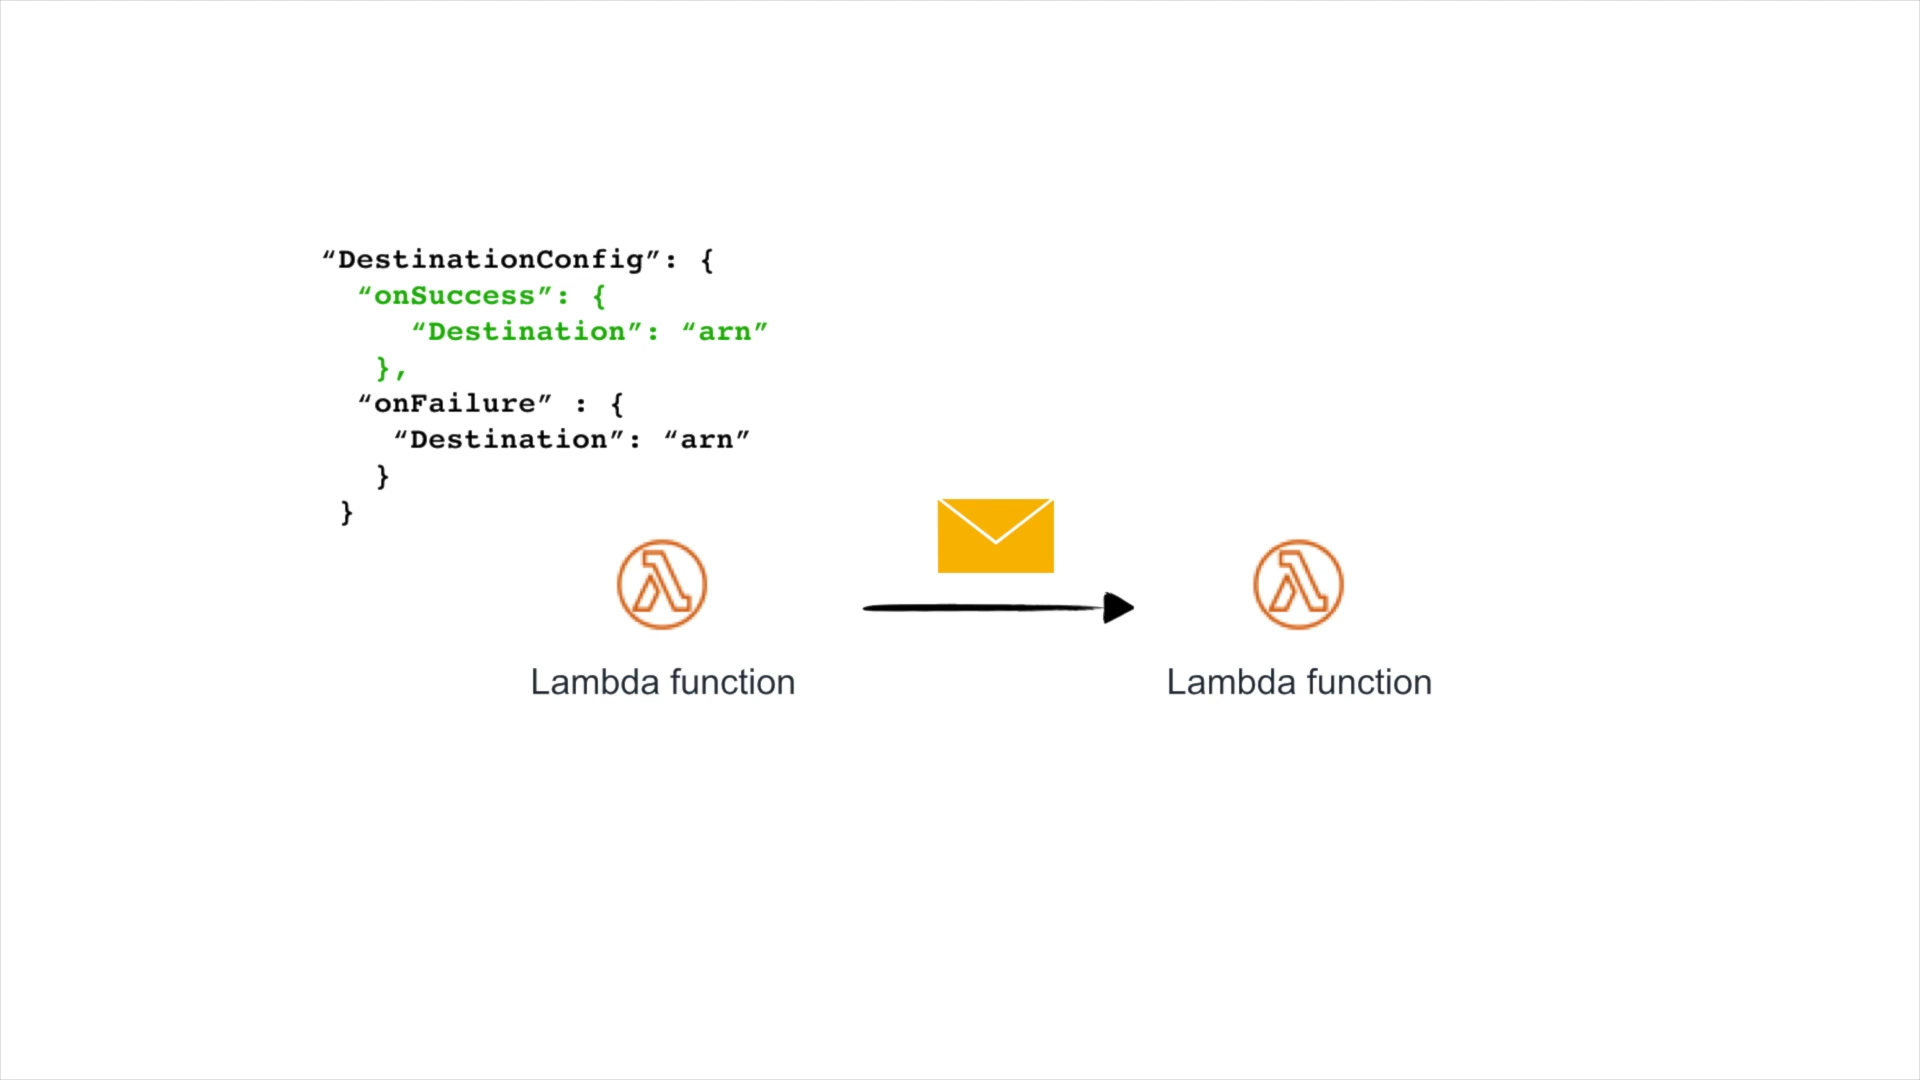 “DestinationConfig”: {
“onSuccess”: {
“Destination”: “arn”
},
“onFailure” : {
“Destination”: “arn”
}
}
Lambda function
Lambda function